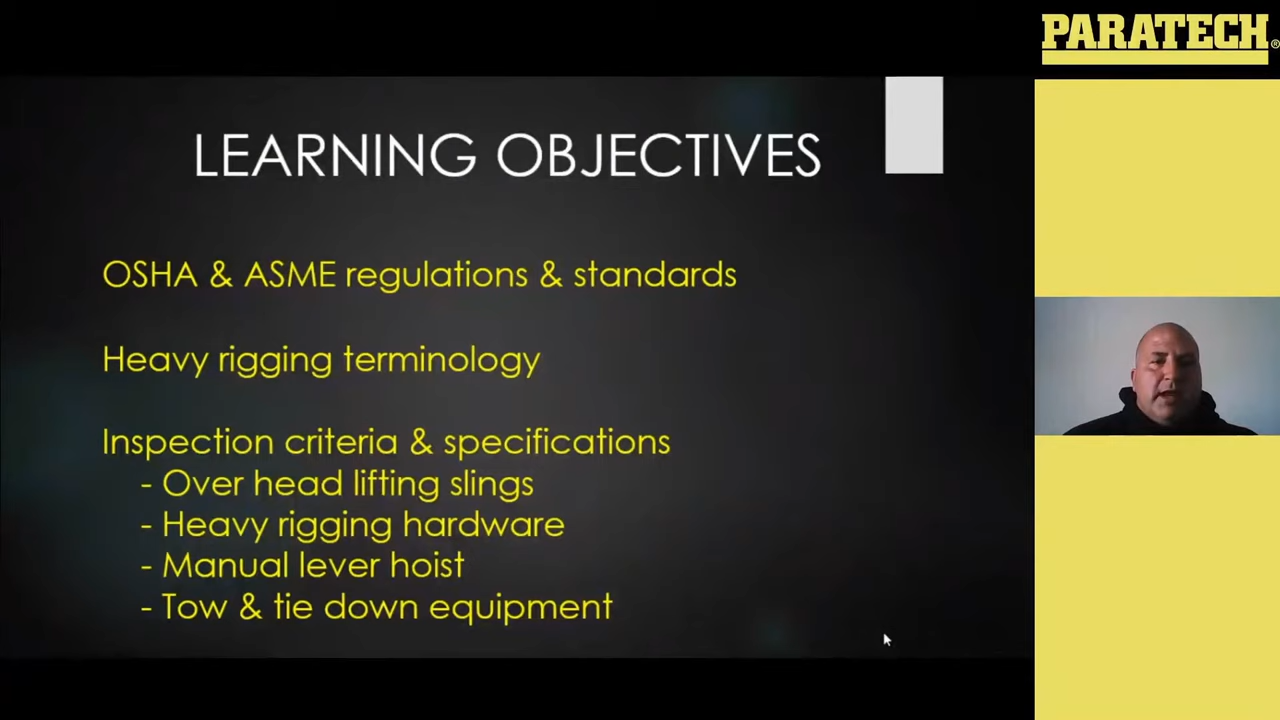 PARATECH®
LEARNING OBJECTIVES
OSHA & ASME regulations & standards
Heavy rigging terminology
Inspection criteria & specifications
- Over head lifting slings
- Heavy rigging hardware
- Manual lever hoist
- Tow & tie down equipment